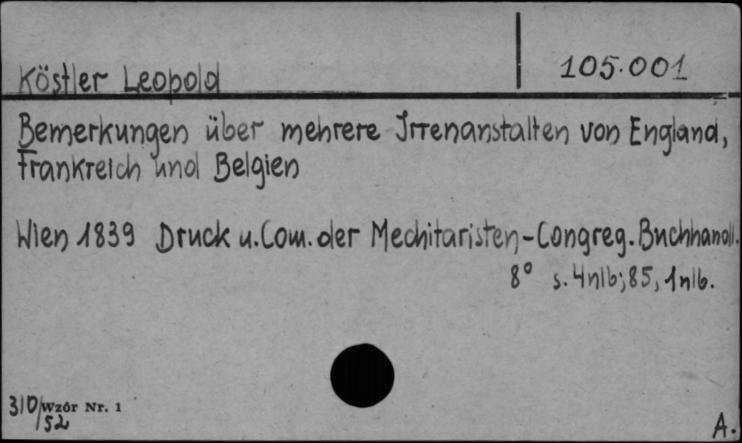 Köstler Leopold
105.001
Bemerkungen über mehrere Irrenanstalten von England,
Frankreich und Belgien
Wien 1839 Druck u. Com. der Mechitaristen-Congreg. Buchhandl.
8° s. 4nlb; 85, 1nlb.
310/52
Wzór Nr. 1
A.